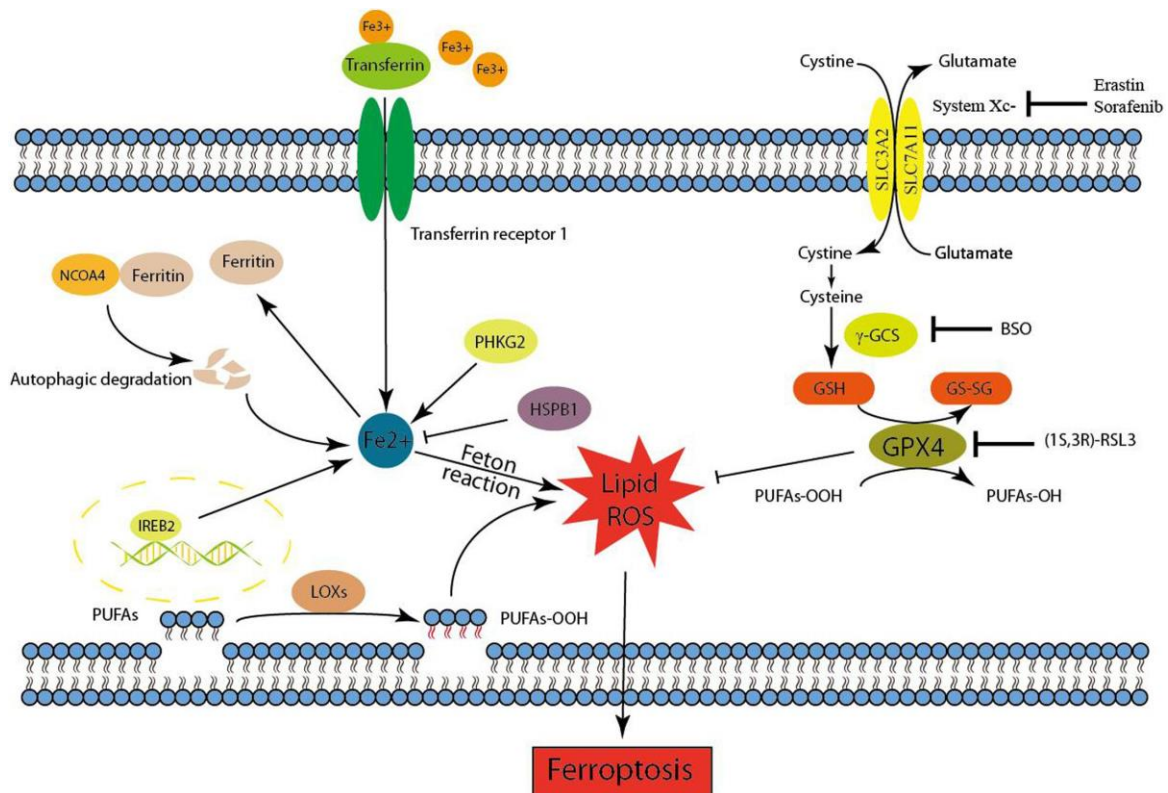 Fe3+
Transferrin
Fe3+
Fe3+
Cystine
Glutamate
System Xc-
Erastin
Sorafenib
SLC3A2
SLC7A11
Transferrin receptor 1
NCOA4
Ferritin
Ferritin
Cystine
Glutamate
Cysteine
γ-GCS
BSO
PHKG2
Autophagic degradation
GSH
GS-SG
HSPB1
Fe2+
GPX4
(1S,3R)-RSL3
Feton
reaction
Lipid
ROS
PUFAs-OOH
PUFAs-OH
IREB2
LOXs
PUFAs
PUFAs-OOH
Ferroptosis